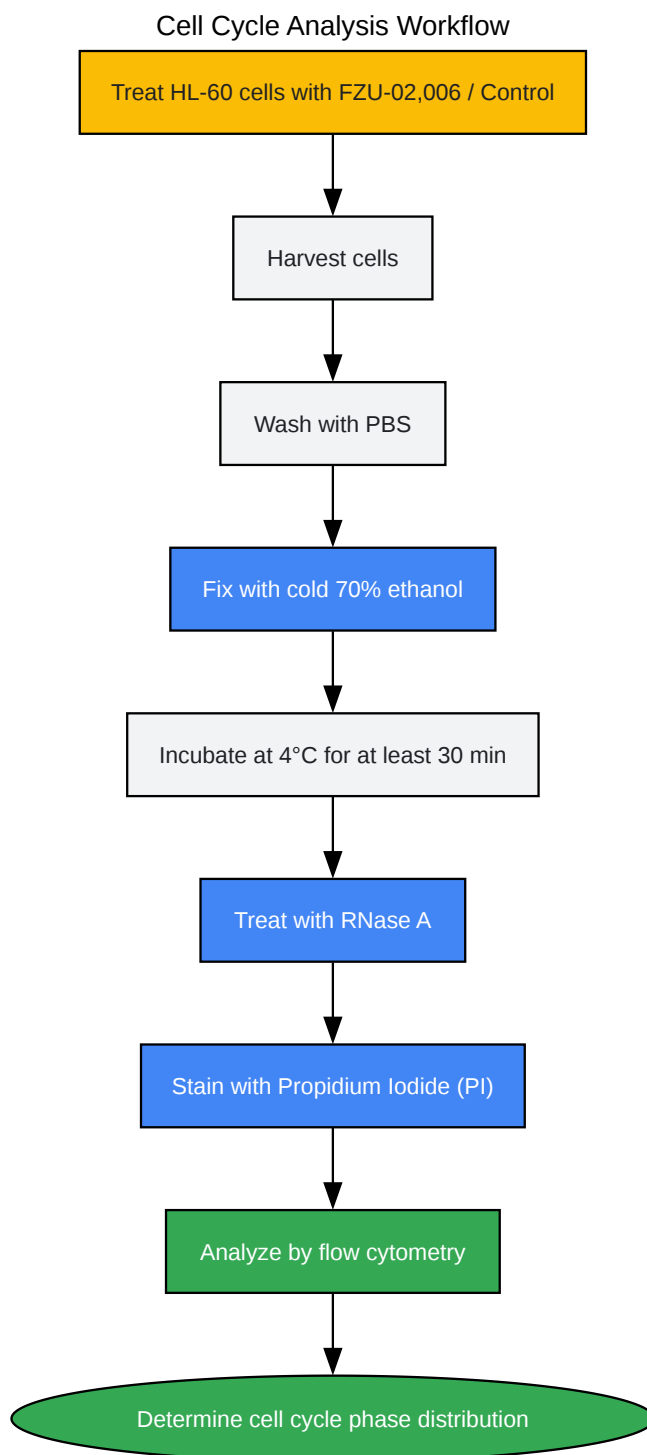 Cell Cycle Analysis Workflow
Treat HL-60 cells with FZU-02,006 / Control
Harvest cells
Wash with PBS
Fix with cold 70% ethanol
Incubate at 4°C for at least 30 min
Treat with RNase A
Stain with Propidium Iodide (PI)
Analyze by flow cytometry
Determine cell cycle phase distribution